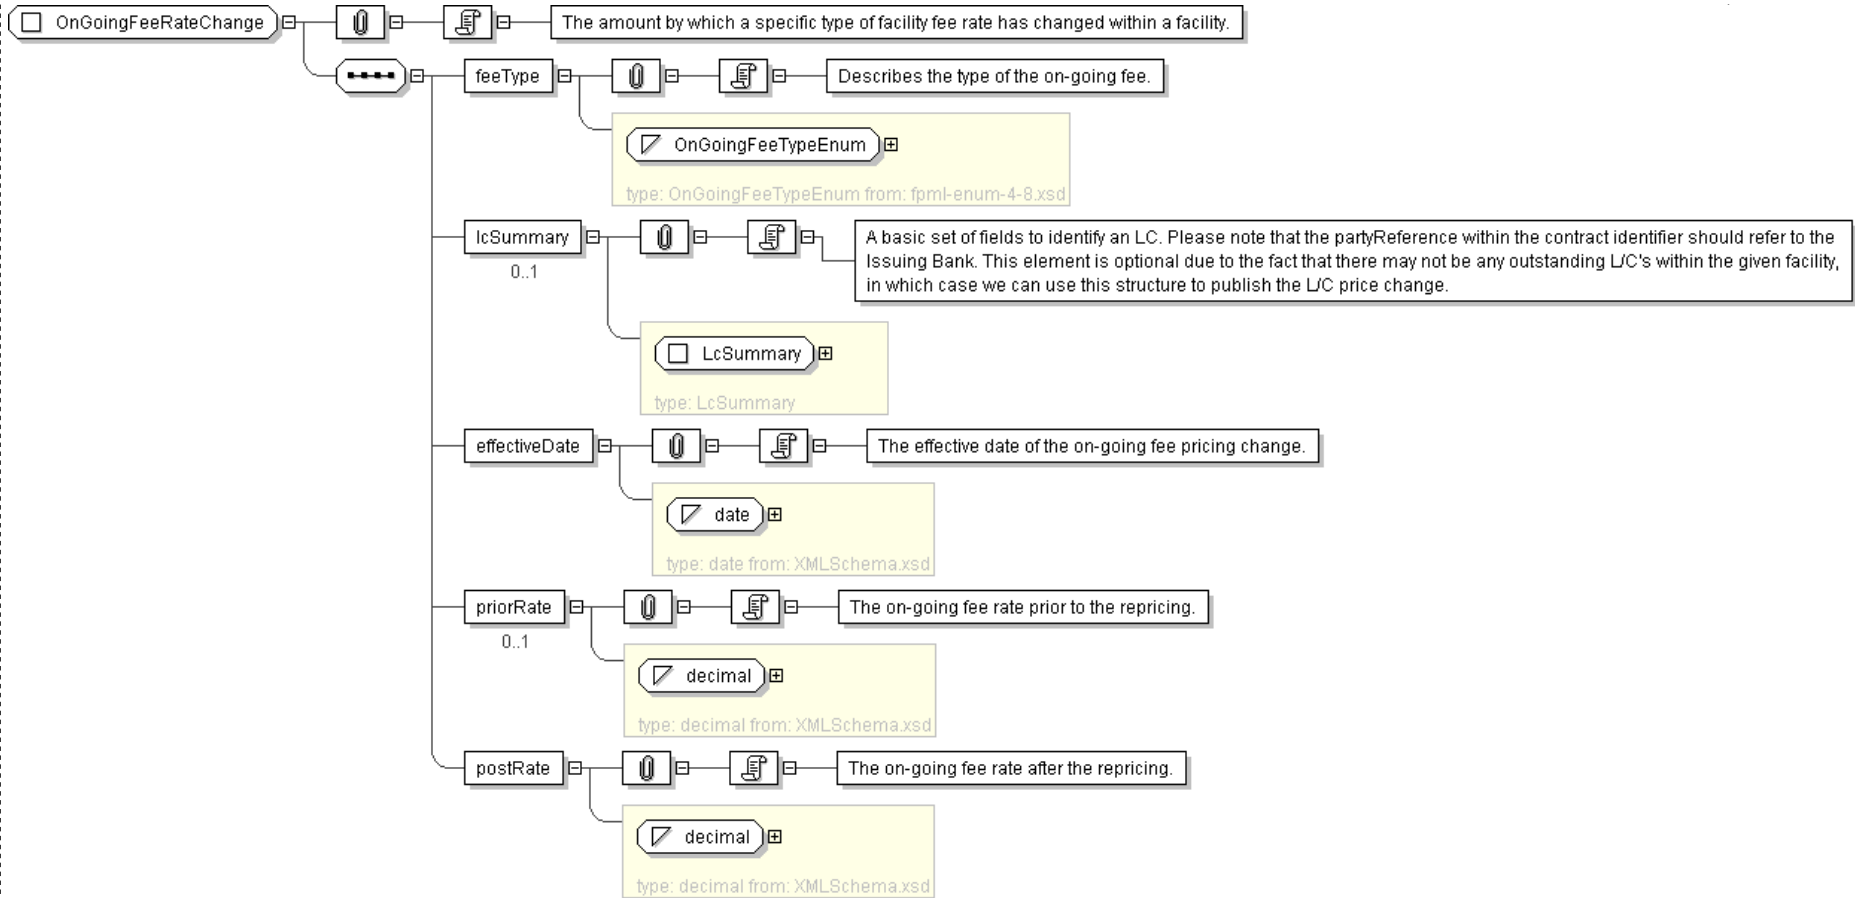 OnGoingFeeRateChange
The amount by which a specific type of facility fee rate has changed within a facility.
feeType
Describes the type of the on-going fee.
OnGoingFeeTypeEnum
type: OnGoingFeeTypeEnum from: fpml-enum-4-8.xsd
lcSummary
0..1
A basic set of fields to identify an LC. Please note that the partyReference within the contract identifier should refer to the
Issuing Bank. This element is optional due to the fact that there may not be any outstanding L/C's within the given facility,
in which case we can use this structure to publish the L/C price change.
LcSummary
type: LcSummary
effectiveDate
The effective date of the on-going fee pricing change.
date
type: date from: XMLSchema.xsd
priorRate
0..1
The on-going fee rate prior to the repricing.
decimal
type: decimal from: XMLSchema.xsd
postRate
The on-going fee rate after the repricing.
decimal
type: decimal from: XMLSchema.xsd